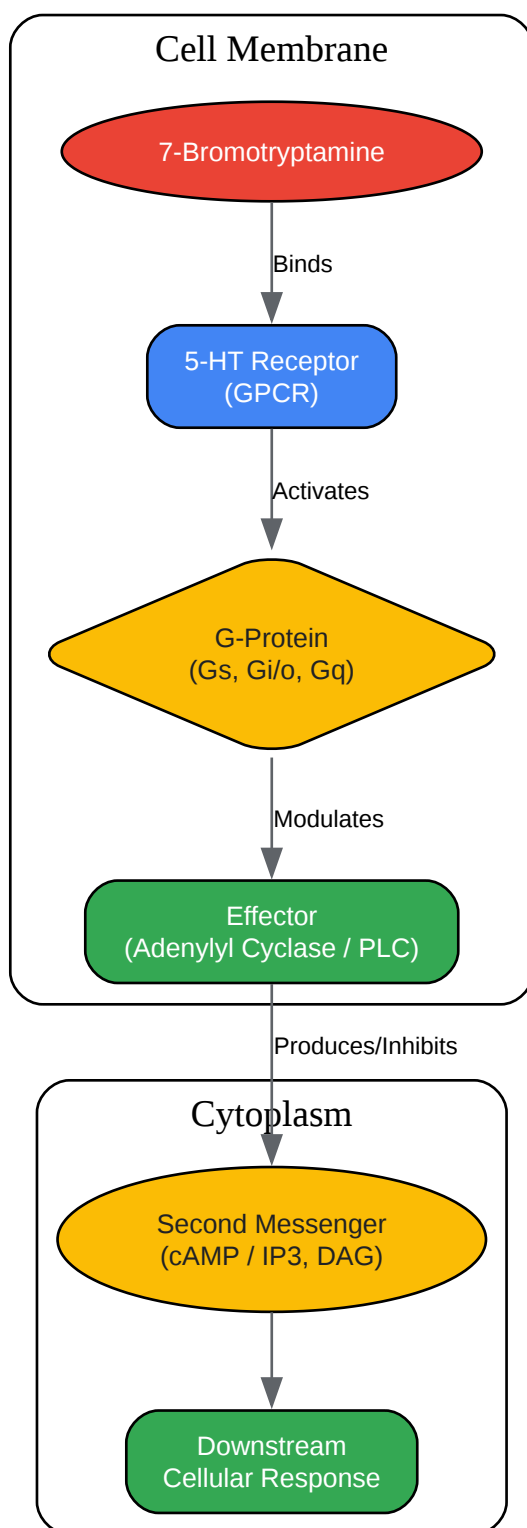 Cell Membrane
7-Bromotryptamine
Binds
5-HT Receptor
(GPCR)
Activates
G-Protein
(Gs, Gi/o, Gq)
Modulates
Effector
(Adenylyl Cyclase / PLC)
Produces/Inhibits
Cytoplasm
Second Messenger
(cAMP / IP3, DAG)
Downstream
Cellular Response